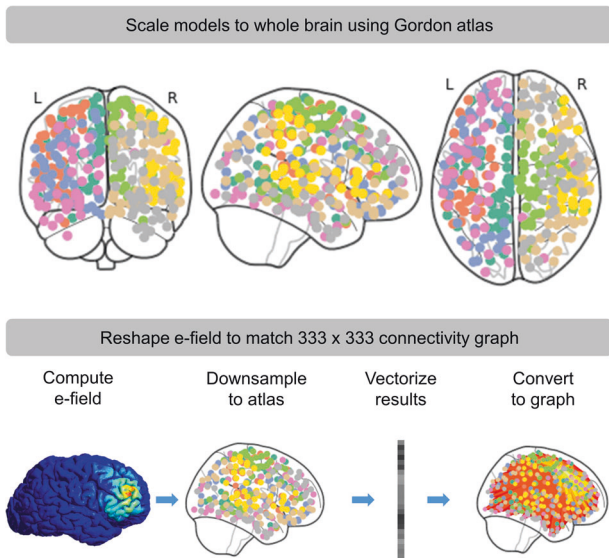 Scale models to whole brain using Gordon atlas
L R L R
Reshape e-field to match 333 x 333 connectivity graph
Compute Downsample Vectorize Convert
e-field to atlas results to graph